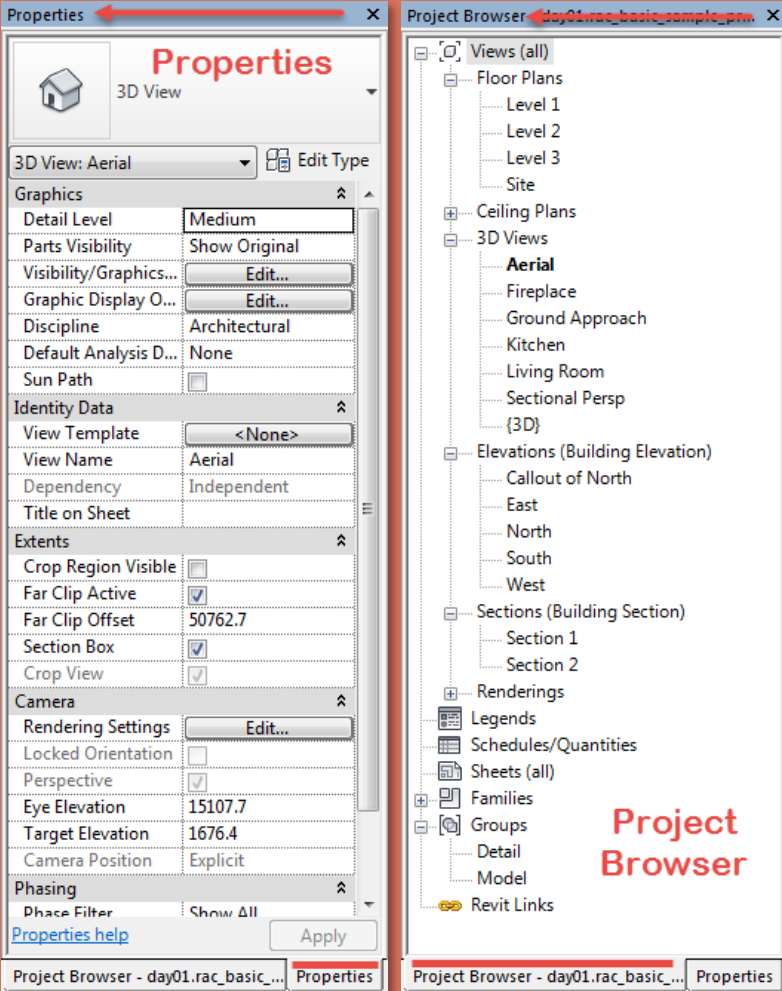 Properties
Properties
3D View
3D View: Aerial
Edit Type
Graphics
Detail Level Medium
Parts Visibility Show Original
Visibility/Graphics... Edit...
Graphic Display O... Edit...
Discipline Architectural
Default Analysis D... None
Sun Path
Identity Data
View Template <None>
View Name Aerial
Dependency Independent
Title on Sheet
Extents
Crop Region Visible
Far Clip Active
Far Clip Offset 50762.7
Section Box
Crop View
Camera
Rendering Settings Edit...
Locked Orientation
Perspective
Eye Elevation 15107.7
Target Elevation 1676.4
Camera Position Explicit
Phasing
Phase Filter Show All
Properties help
Apply
Project Browser - day01.rac_basic_... Properties
Project Browser - day01.rac_basic_sample_pr...
Views (all)
Floor Plans
Level 1
Level 2
Level 3
Site
Ceiling Plans
3D Views
Aerial
Fireplace
Ground Approach
Kitchen
Living Room
Sectional Persp
{3D}
Elevations (Building Elevation)
Callout of North
East
North
South
West
Sections (Building Section)
Section 1
Section 2
Renderings
Legends
Schedules/Quantities
Sheets (all)
Families
Groups
Detail
Model
Revit Links
Project
Browser
Project Browser - day01.rac_basic_... Properties